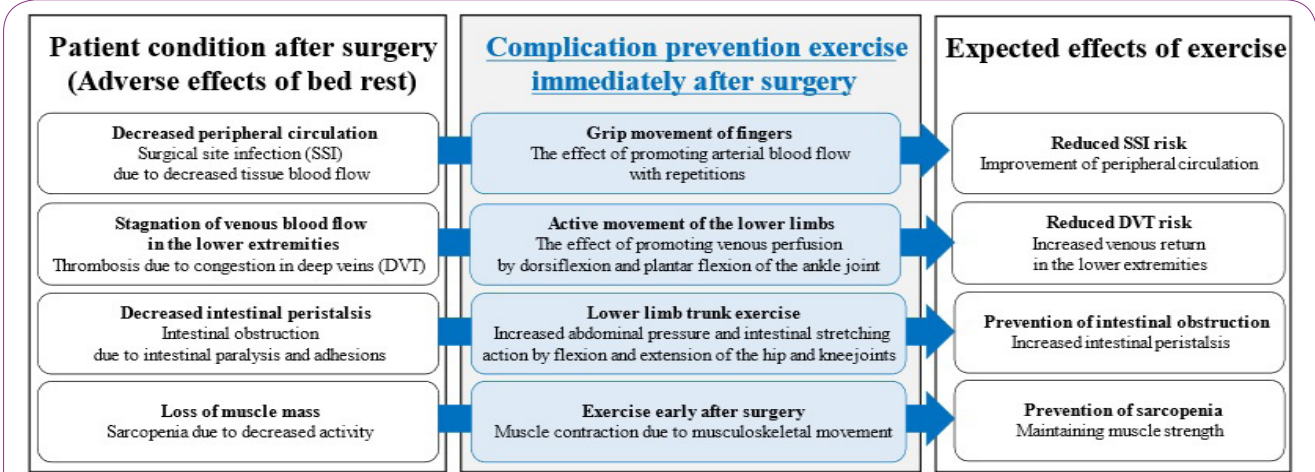 Patient condition after surgery
(Adverse effects of bed rest)
Decreased peripheral circulation
Surgical site infection (SSI)
due to decreased tissue blood flow
Stagnation of venous blood flow
in the lower extremities
Thrombosis due to congestion in deep veins (DVT)
Decreased intestinal peristalsis
Intestinal obstruction
due to intestinal paralysis and adhesions
Loss of muscle mass
Sarcopenia due to decreased activity
Complication prevention exercise
immediately after surgery
Grip movement of fingers
The effect of promoting arterial blood flow
with repetitions
Active movement of the lower limbs
The effect of promoting venous perfusion
by dorsiflexion and plantar flexion of the ankle joint
Lower limb trunk exercise
Increased abdominal pressure and intestinal stretching
action by flexion and extension of the hip and kneejoints
Exercise early after surgery
Muscle contraction due to musculoskeletal movement
Expected effects of exercise
Reduced SSI risk
Improvement of peripheral circulation
Reduced DVT risk
Increased venous return
in the lower extremities
Prevention of intestinal obstruction
Increased intestinal peristalsis
Prevention of sarcopenia
Maintaining muscle strength